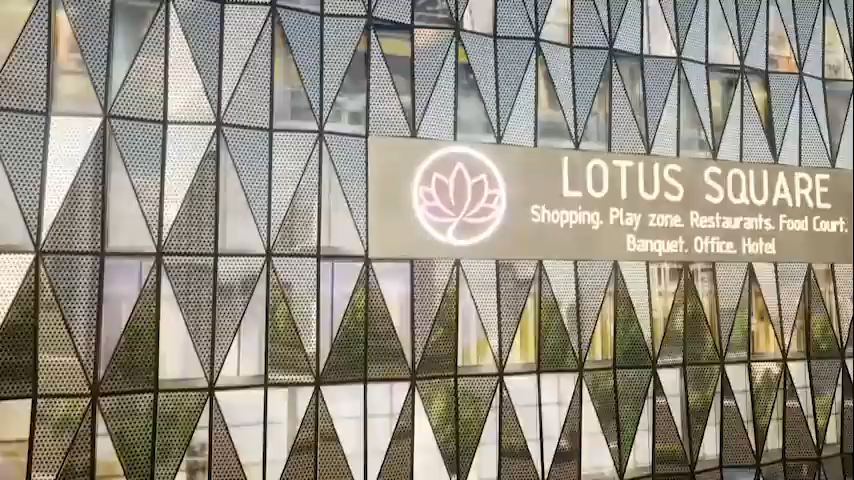 LOTUS SQUARE
Shopping. Play zone. Restaurants. Food Court.
Banquet. Office. Hotel